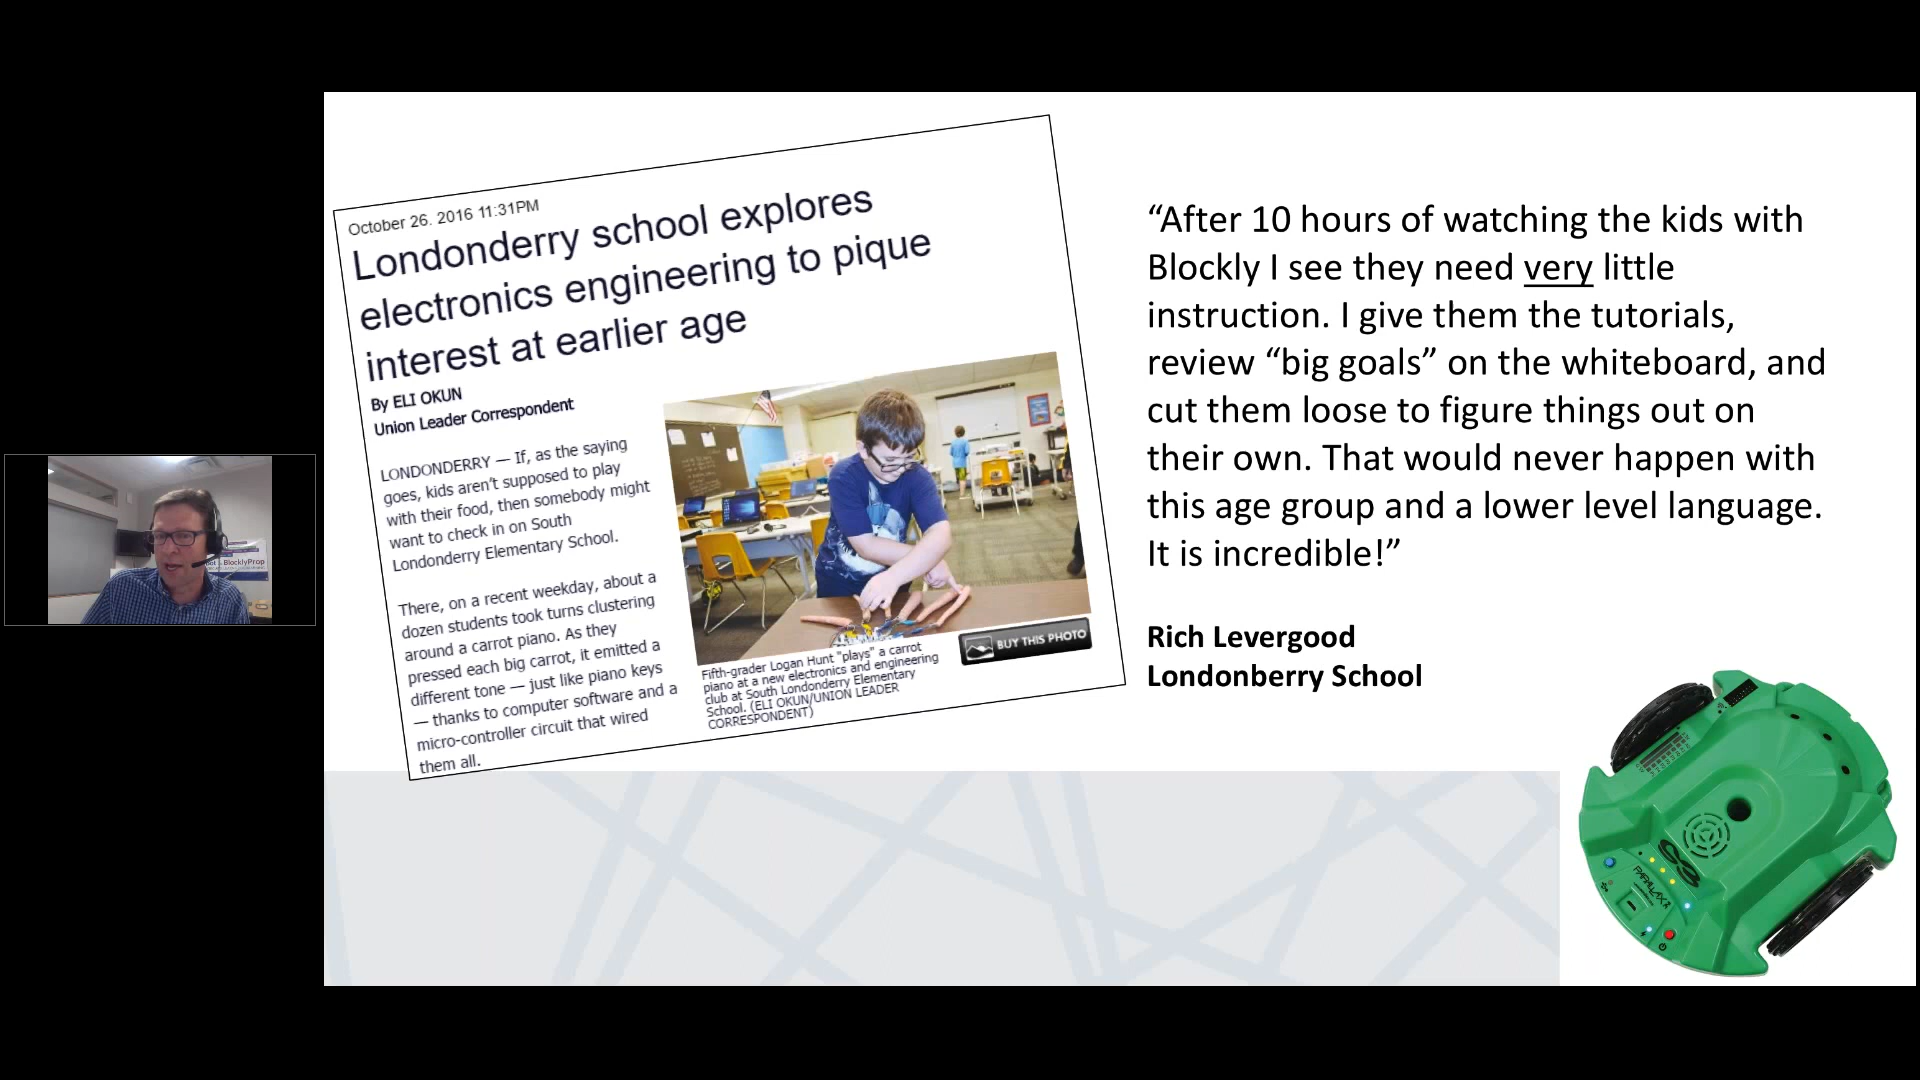 October 26. 2016 11:31PM
Londonderry school explores
electronics engineering to pique
interest at earlier age
By ELI OKUN
Union Leader Correspondent
LONDONDERRY — If, as the saying
goes, kids aren't supposed to play
with their food, then somebody might
want to check in on South
Londonderry Elementary School.
There, on a recent weekday, about a
dozen students took turns clustering
around a carrot piano. As they
pressed each big carrot, it emitted a
different tone — just like piano keys
— thanks to computer software and a
micro-controller circuit that wired
them all.
BUY THIS PHOTO
Fifth-grader Logan Hunt "plays" a carrot
piano at a new electronics and engineering
club at South Londonderry Elementary
School. (ELI OKUN/UNION LEADER
CORRESPONDENT)
“After 10 hours of watching the kids with
Blockly I see they need very little
instruction. I give them the tutorials,
review “big goals” on the whiteboard, and
cut them loose to figure things out on
their own. That would never happen with
this age group and a lower level language.
It is incredible!”
Rich Levergood
Londonberry School
PARALLAX
BlocklyProp